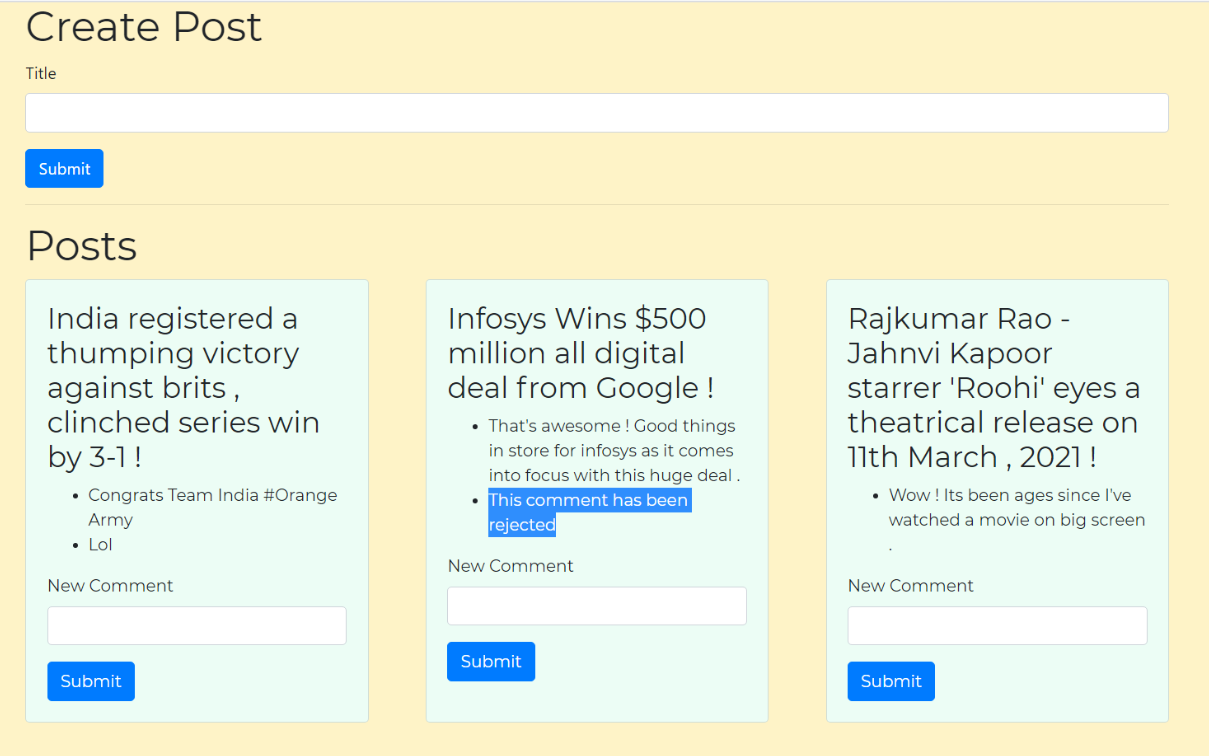 Create Post
Title
Submit
Posts
India registered a
thumping victory
against brits ,
clinched series win
by 3-1 !
Congrats Team India #Orange
Army
Lol
New Comment
Submit
Infosys Wins $500
million all digital
deal from Google !
That's awesome ! Good things
in store for infosys as it comes
into focus with this huge deal .
This comment has been
rejected
New Comment
Submit
Rajkumar Rao -
Jahnvi Kapoor
starrer 'Roohi' eyes a
theatrical release on
11th March , 2021 !
Wow ! Its been ages since I've
watched a movie on big screen
.
New Comment
Submit